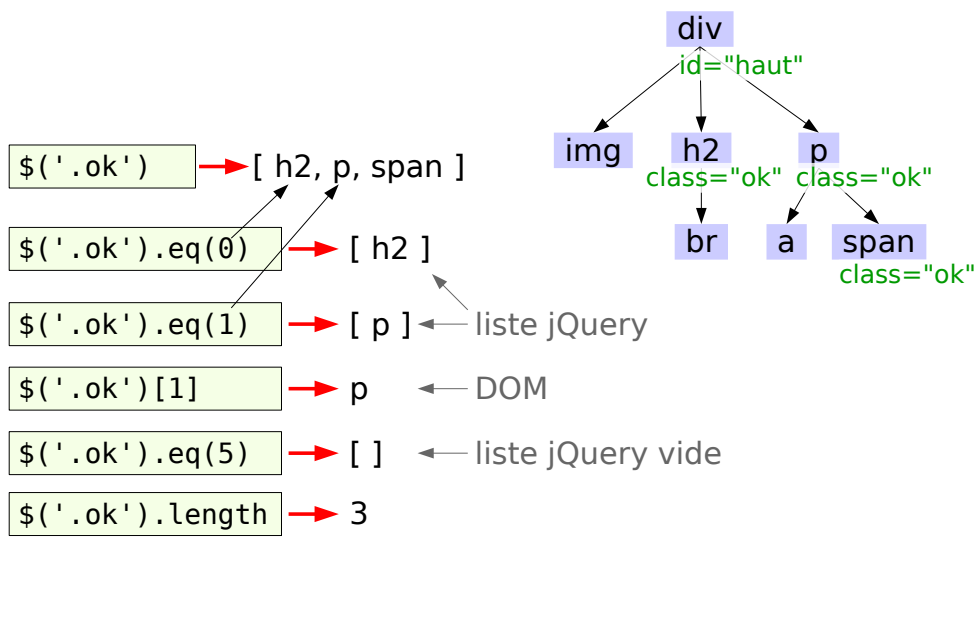 div
id="haut"
img h2 p
class="ok" class="ok"
br a span
class="ok"
$('.ok') [ h2, p, span ]
$('.ok').eq(0) [ h2 ]
$('.ok').eq(1) [ p ] liste jQuery
$('.ok')[1] p DOM
$('.ok').eq(5) [ ] liste jQuery vide
$('.ok').length 3